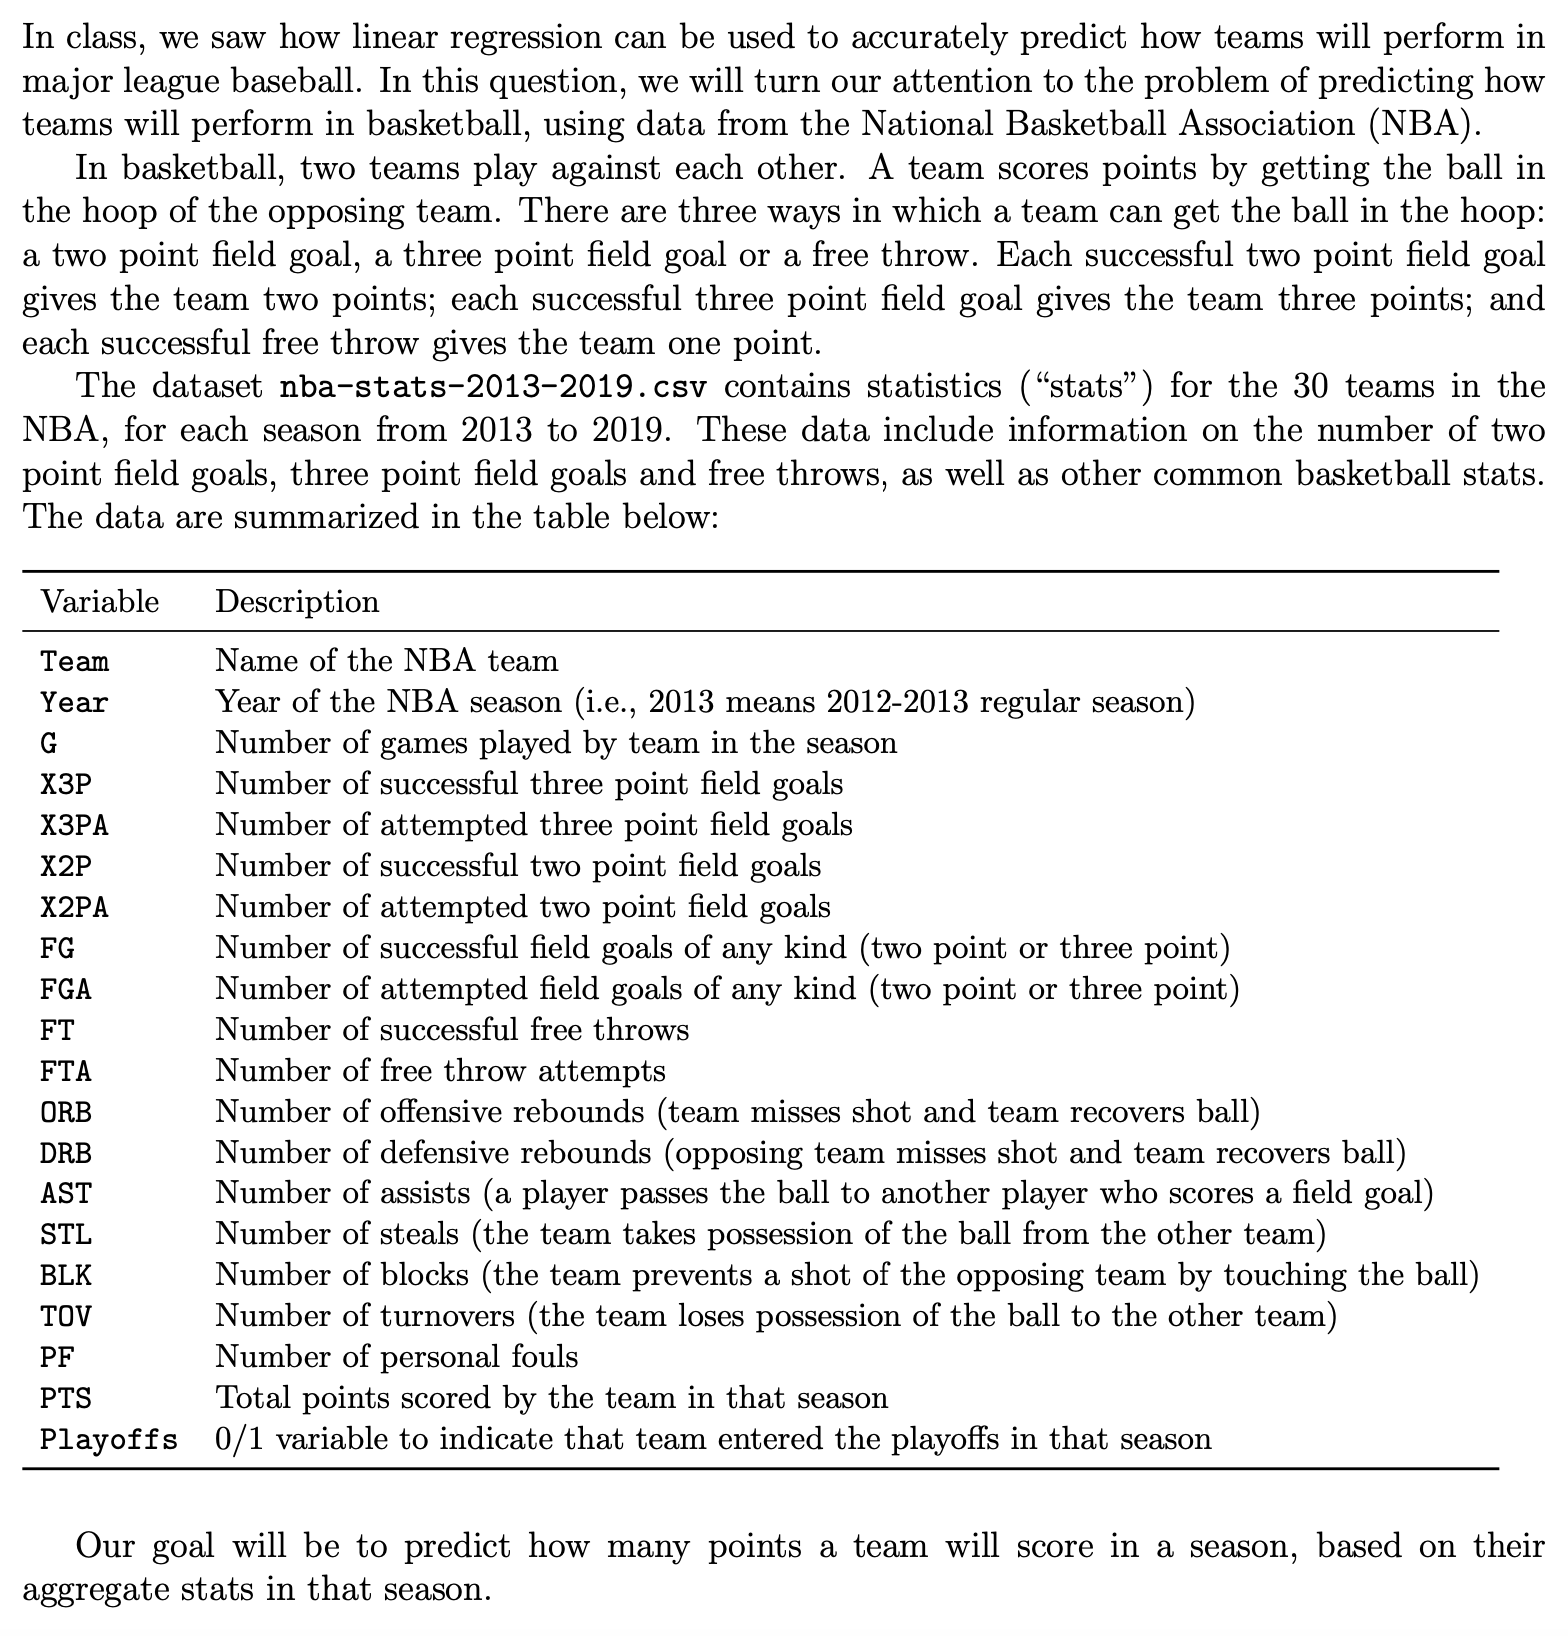 In class, we saw how linear regression can be used to accurately predict how teams will perform in
major league baseball. In this question, we will turn our attention to the problem of predicting how
teams will perform in basketball, using data from the National Basketball Association (NBA).
In basketball, two teams play against each other. A team scores points by getting the ball in
the hoop of the opposing team. There are three ways in which a team can get the ball in the hoop:
a two point field goal, a three point field goal or a free throw. Each successful two point field goal
gives the team two points; each successful three point field goal gives the team three points; and
each successful free throw gives the team one point.
The dataset nba-stats-2013-2019.csv contains statistics (“stats”) for the 30 teams in the
NBA, for each season from 2013 to 2019. These data include information on the number of two
point field goals, three point field goals and free throws, as well as other common basketball stats.
The data are summarized in the table below:
Variable Description
Team Name of the NBA team
Year Year of the NBA season (i.e., 2013 means 2012-2013 regular season)
G Number of games played by team in the season
X3P Number of successful three point field goals
X3PA Number of attempted three point field goals
X2P Number of successful two point field goals
X2PA Number of attempted two point field goals
FG Number of successful field goals of any kind (two point or three point)
FGA Number of attempted field goals of any kind (two point or three point)
FT Number of successful free throws
FTA Number of free throw attempts
ORB Number of offensive rebounds (team misses shot and team recovers ball)
DRB Number of defensive rebounds (opposing team misses shot and team recovers ball)
AST Number of assists (a player passes the ball to another player who scores a field goal)
STL Number of steals (the team takes possession of the ball from the other team)
BLK Number of blocks (the team prevents a shot of the opposing team by touching the ball)
TOV Number of turnovers (the team loses possession of the ball to the other team)
PF Number of personal fouls
PTS Total points scored by the team in that season
Playoffs 0/1 variable to indicate that team entered the playoffs in that season
Our goal will be to predict how many points a team will score in a season, based on their
aggregate stats in that season.